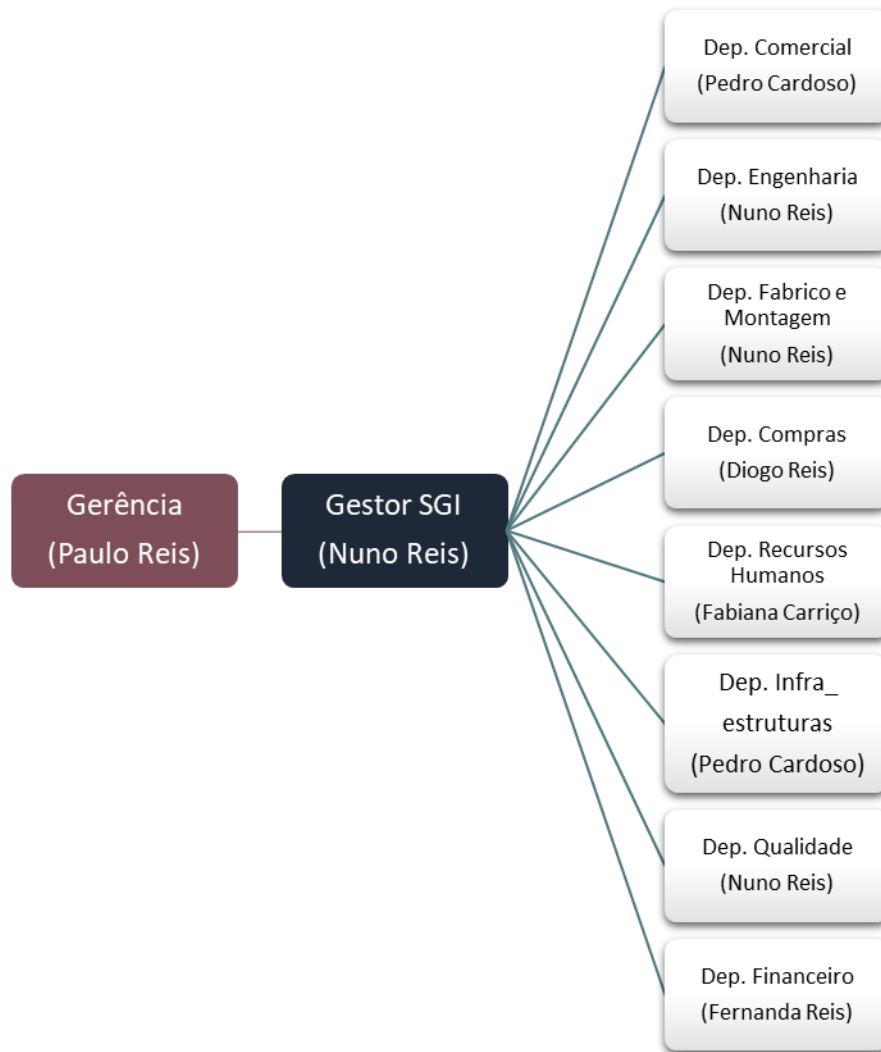 Dep. Comercial
(Pedro Cardoso)
Dep. Engenharia
(Nuno Reis)
Dep. Fabrico e
Montagem
(Nuno Reis)
Dep. Compras
(Diogo Reis)
Gerência
(Paulo Reis)
Gestor SGI
(Nuno Reis)
Dep. Recursos
Humanos
(Fabiana Carriço)
Dep. Infra_
estruturas
(Pedro Cardoso)
Dep. Qualidade
(Nuno Reis)
Dep. Financeiro
(Fernanda Reis)